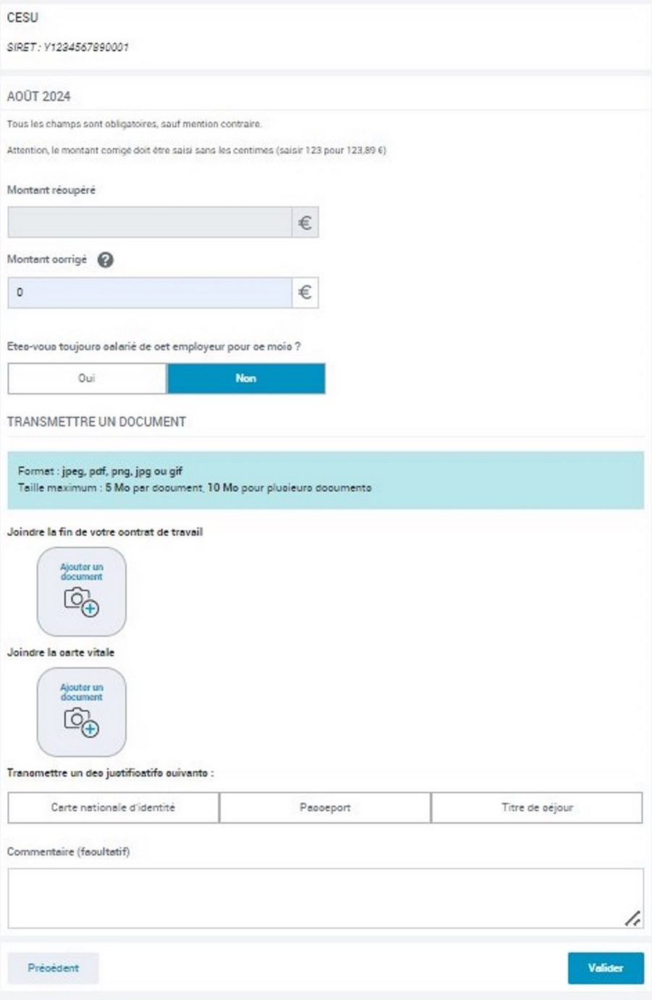 CESU
SIRET : Y1234567890001
AOÛT 2024
Tous les champs sont obligatoires, sauf mention contraire.
Attention, le montant corrigé doit être saisi sans les centimes (saisir 123 pour 123,89 €)
Montant récupéré
€
Montant corrigé ?
0 €
Etes-vous toujours salarié de cet employeur pour ce mois ?
Oui Non
TRANSMETTRE UN DOCUMENT
Format : jpeg, pdf, png, jpg ou gif
Taille maximum : 5 Mo par document, 10 Mo pour plusieurs documents
Joindre la fin de votre contrat de travail
Ajouter un
document
Joindre la carte vitale
Ajouter un
document
Transmettre un des justificatifs suivants :
Carte nationale d'identité Passeport Titre de séjour
Commentaire (facultatif)
Précédent Valider